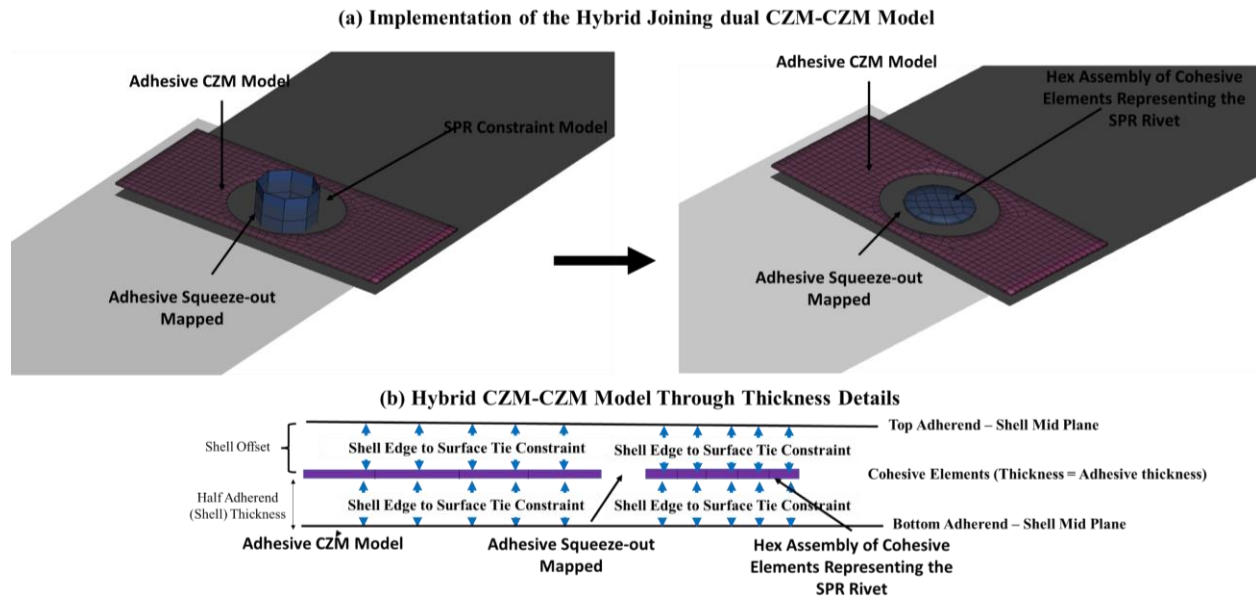 (a) Implementation of the Hybrid Joining dual CZM-CZM Model
Adhesive CZM Model
SPR Constraint Model
Adhesive Squeeze-out
Mapped
Adhesive CZM Model
Hex Assembly of Cohesive
Elements Representing the
SPR Rivet
Adhesive Squeeze-out
Mapped
(b) Hybrid CZM-CZM Model Through Thickness Details
Top Adherend – Shell Mid Plane
Shell Offset
Shell Edge to Surface Tie Constraint
Shell Edge to Surface Tie Constraint
Cohesive Elements (Thickness = Adhesive thickness)
Half Adherend
(Shell) Thickness
Shell Edge to Surface Tie Constraint
Shell Edge to Surface Tie Constraint
Bottom Adherend – Shell Mid Plane
Adhesive CZM Model
Adhesive Squeeze-out
Mapped
Hex Assembly of Cohesive
Elements Representing the
SPR Rivet